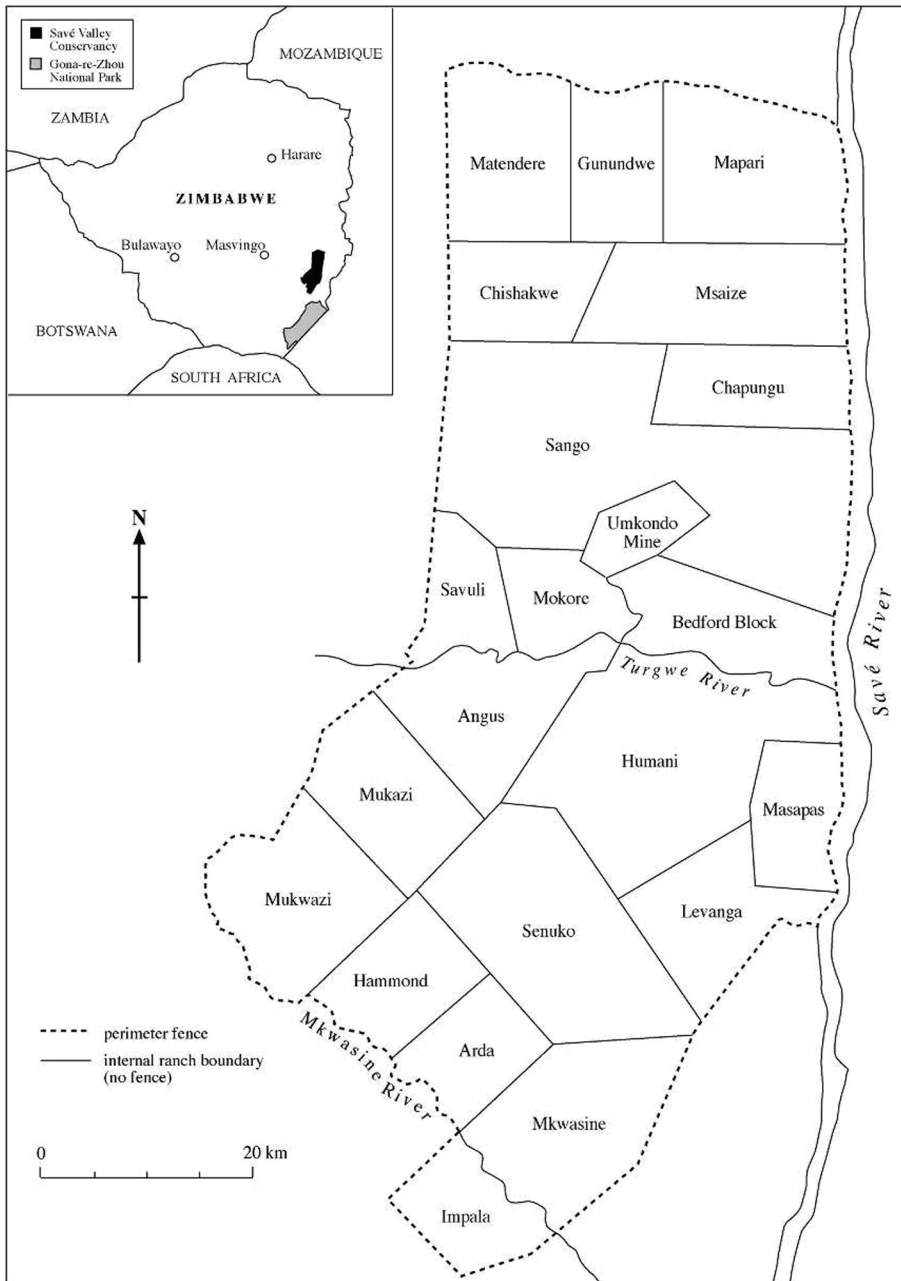 Savé Valley
Conservancy
Gona-re-Zhou
National Park
MOZAMBIQUE
ZAMBIA
Harare
ZIMBABWE
Bulawayo
Masvingo
BOTSWANA
SOUTH AFRICA
Matendere
Gunundwe
Mapari
Chishakwe
Msaize
Chapungu
Sango
Umkondo
Mine
N
Savuli
Mokore
Bedford Block
Turgwe River
Savé River
Angus
Humani
Mukazi
Masapas
Mukwazi
Senuko
Levanga
Hammond
Arda
Mkwasine River
Mkwasine
Impala
perimeter fence
internal ranch boundary
(no fence)
0 20 km